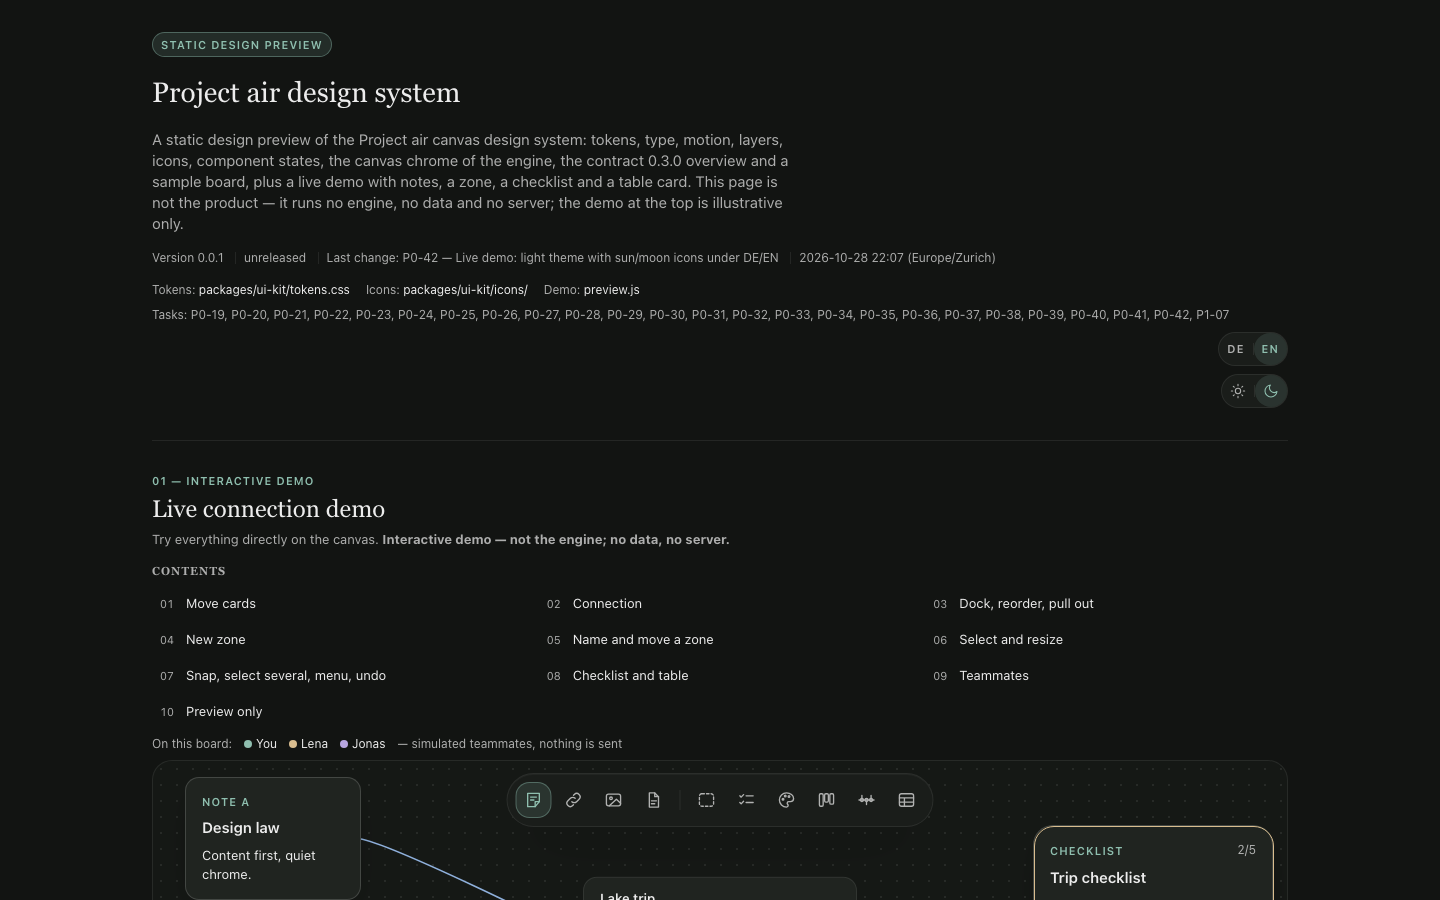 STATIC DESIGN PREVIEW
Project air design system
A static design preview of the Project air canvas design system: tokens, type, motion, layers,
icons, component states, the canvas chrome of the engine, the contract 0.3.0 overview and a
sample board, plus a live demo with notes, a zone, a checklist and a table card. This page is
not the product — it runs no engine, no data and no server; the demo at the top is illustrative
only.
Version 0.0.1 unreleased Last change: P0-42 — Live demo: light theme with sun/moon icons under DE/EN 2026-10-28 22:07 (Europe/Zurich)
Tokens: packages/ui-kit/tokens.css Icons: packages/ui-kit/icons/ Demo: preview.js
Tasks: P0-19, P0-20, P0-21, P0-22, P0-23, P0-24, P0-25, P0-26, P0-27, P0-28, P0-29, P0-30, P0-31, P0-32, P0-33, P0-34, P0-35, P0-36, P0-37, P0-38, P0-39, P0-40, P0-41, P0-42, P1-07
DE EN
01 — INTERACTIVE DEMO
Live connection demo
Try everything directly on the canvas. Interactive demo — not the engine; no data, no server.
CONTENTS
01 Move cards
02 Connection
03 Dock, reorder, pull out
04 New zone
05 Name and move a zone
06 Select and resize
07 Snap, select several, menu, undo
08 Checklist and table
09 Teammates
10 Preview only
On this board: You Lena Jonas — simulated teammates, nothing is sent
NOTE A
Design law
Content first, quiet
chrome.
Lake trip
CHECKLIST 2/5
Trip checklist